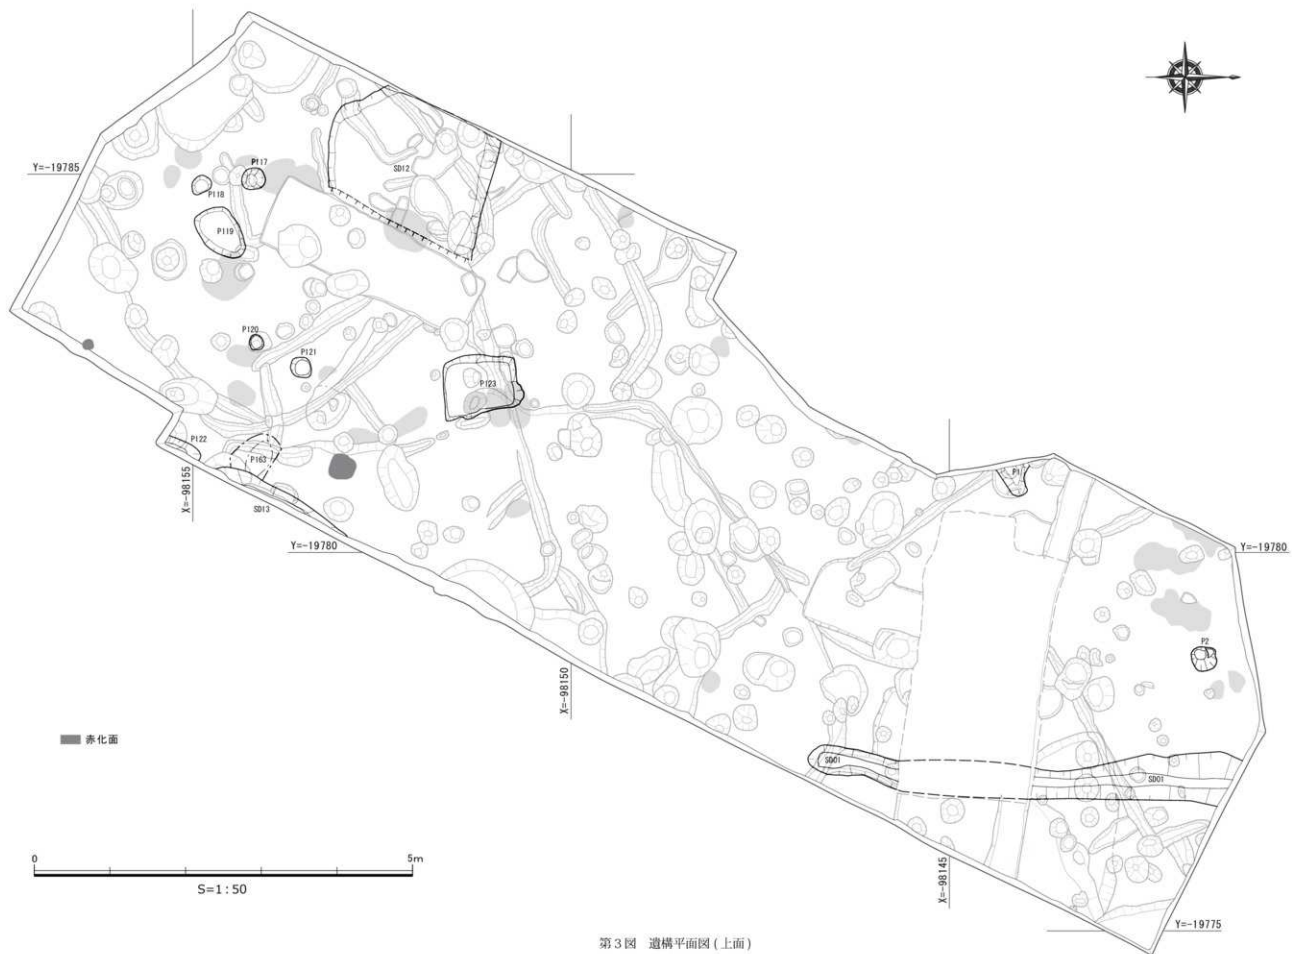 Y=-19785
P117
P118
SD12
P119
P120
P121
P123
P122
P163
X=-98155
SD13
Y=-19780
P1
Y=-19780
P2
X=-98150
赤化面
SD01
SD01
0 5m
S=1:50
X=-98145
Y=-19775
第3図 遺構平面図(上面)